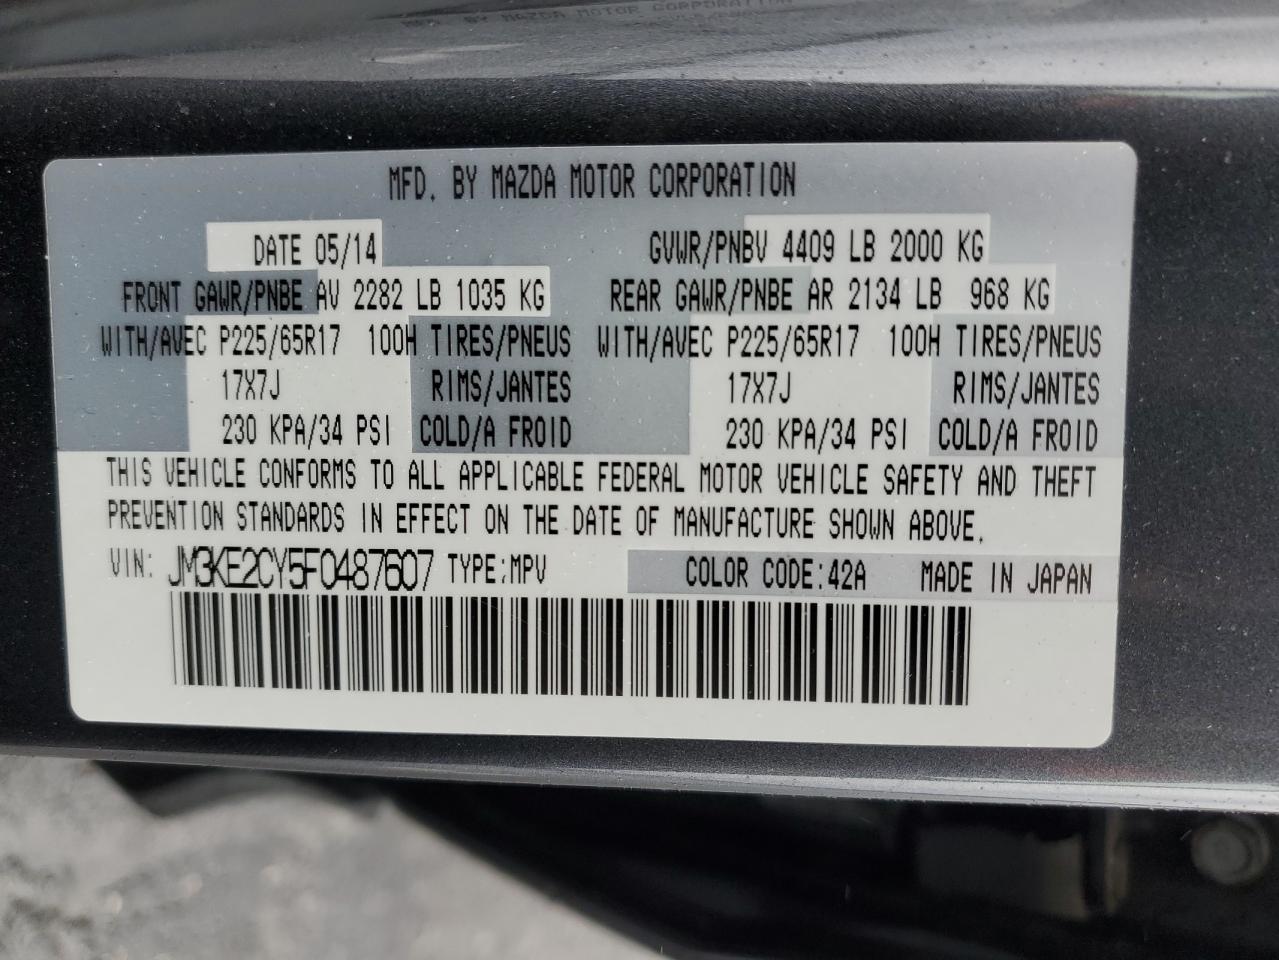 MFD. BY MAZDA MOTOR CORPORATION
DATE 05/14 GVWR/PNBV 4409 LB 2000 KG
FRONT GAWR/PNBE AV 2282 LB 1035 KG REAR GAWR/PNBE AR 2134 LB 968 KG
WITH/AVEC P225/65R17 100H TIRES/PNEUS WITH/AVEC P225/65R17 100H TIRES/PNEUS
17X7J RIMS/JANTES 17X7J RIMS/JANTES
230 KPA/34 PSI COLD/A FROID 230 KPA/34 PSI COLD/A FROID
THIS VEHICLE CONFORMS TO ALL APPLICABLE FEDERAL MOTOR VEHICLE SAFETY AND THEFT
PREVENTION STANDARDS IN EFFECT ON THE DATE OF MANUFACTURE SHOWN ABOVE.
VIN: JM3KE2CY5F0487607 TYPE:MPV COLOR CODE:42A MADE IN JAPAN